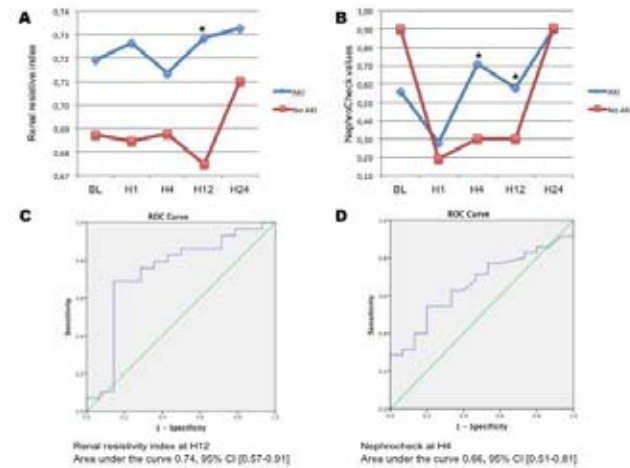 A
0,74
0,73
0,72
0,71
0,70
0,69
0,68
0,67
Renal resistive index
*
BL H1 H4 H12 H24
AKI
No AKI
B
1,00
0,90
0,80
0,70
0,60
0,50
0,40
0,30
0,20
0,10
NephroCheck values
* *
BL H1 H4 H12 H24
AKI
No AKI
C
ROC Curve
Sensitivity
1 - Specificity
Renal resistivity index at H12
Area under the curve 0.74, 95% CI [0.57-0.91]
D
ROC Curve
Sensitivity
1 - Specificity
Nephrocheck at H4
Area under the curve 0.66, 95% CI [0.51-0.81]